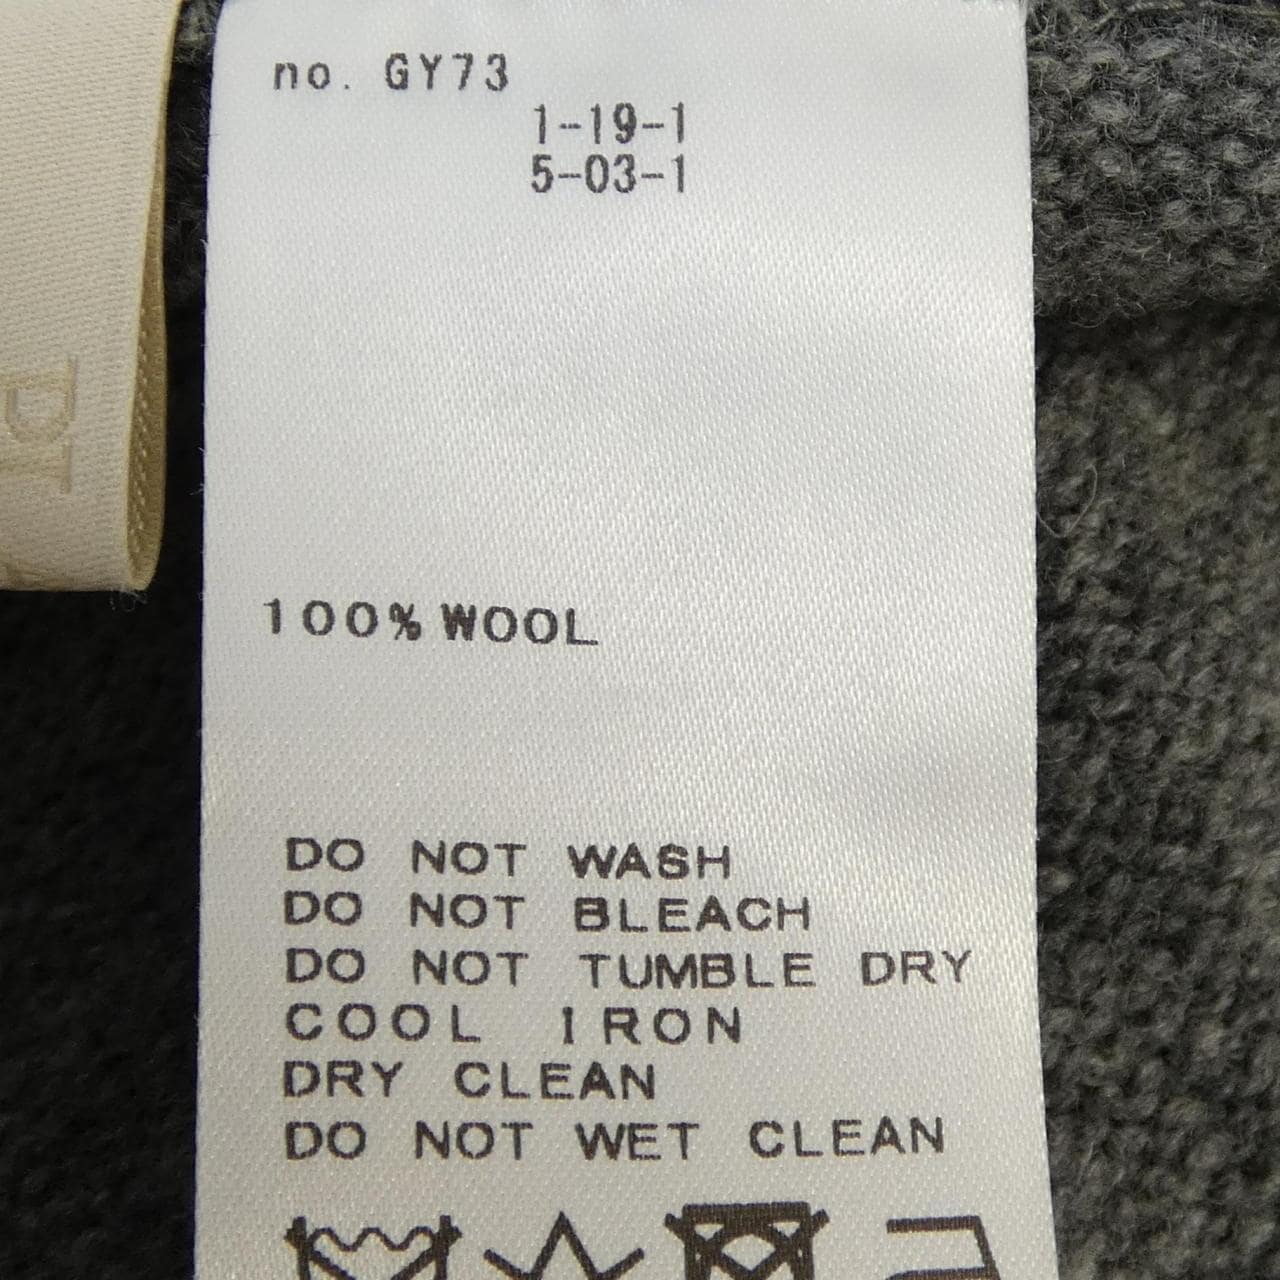 no. GY73
1-19-1
5-03-1
100% WOOL
DO NOT WASH
DO NOT BLEACH
DO NOT TUMBLE DRY
COOL IRON
DRY CLEAN
DO NOT WET CLEAN